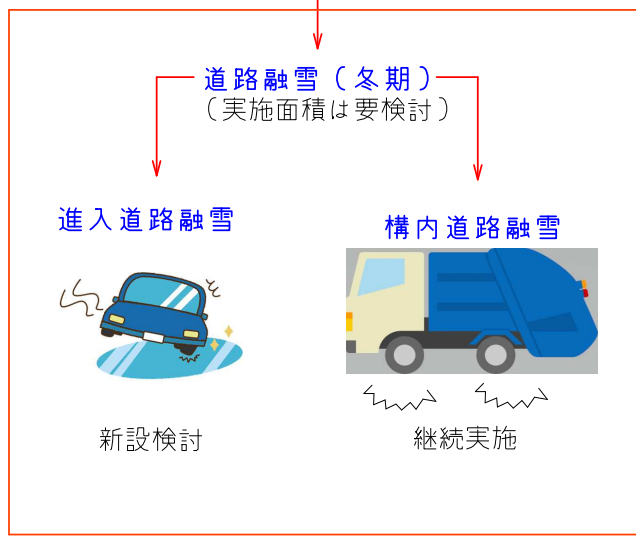 道路融雪（冬期）
（実施面積は要検討）
進入道路融雪
構内道路融雪
新設検討
継続実施